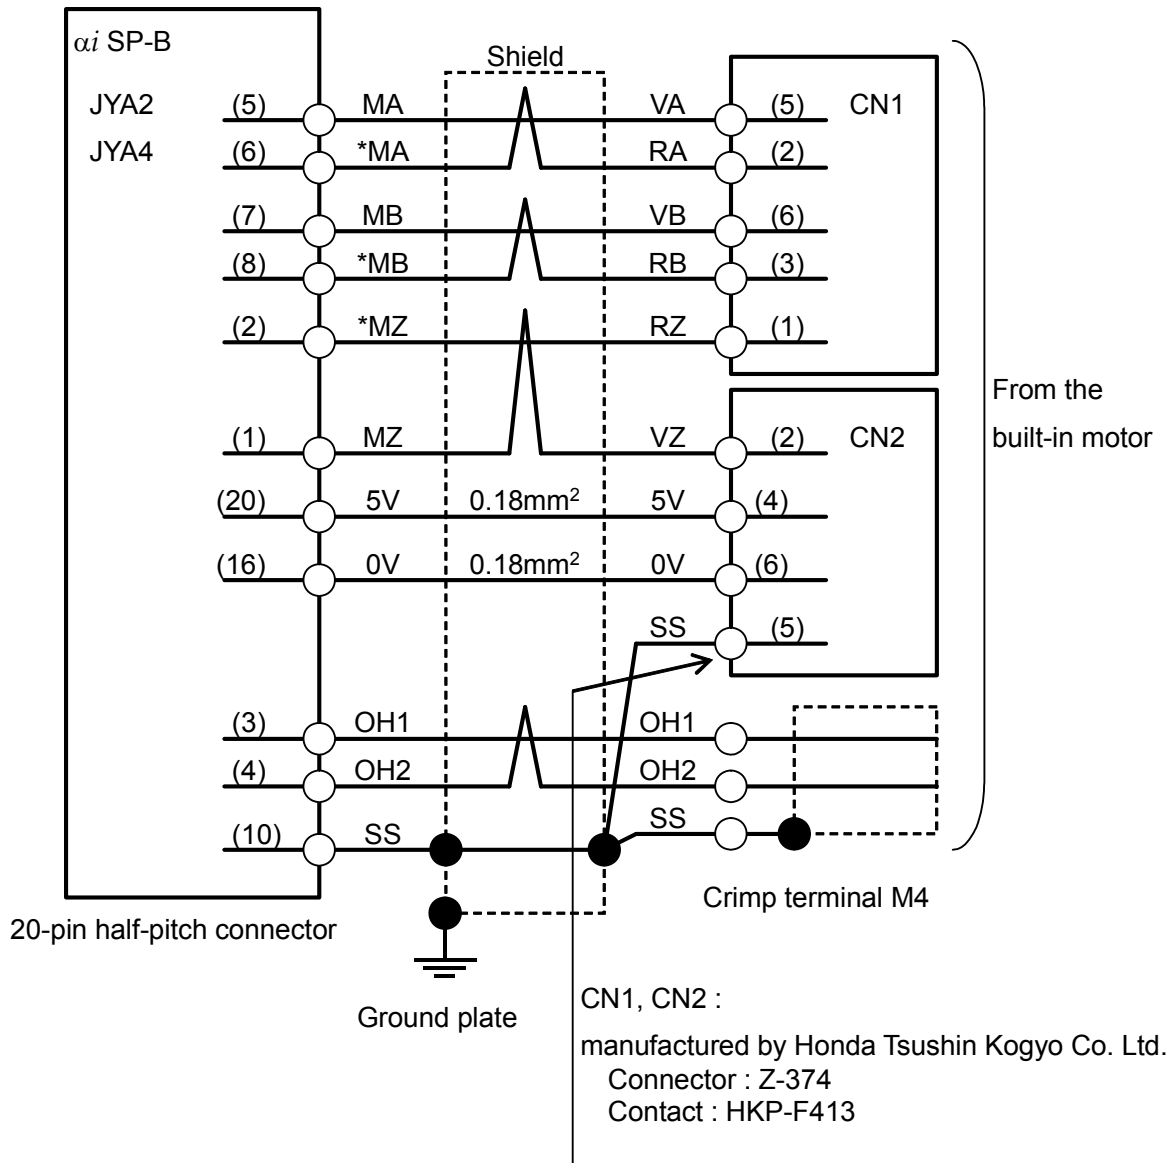 αi SP-B
Shield
JYA2 (5) MA VA (5) CN1
JYA4 (6) *MA RA (2)
(7) MB VB (6)
(8) *MB RB (3)
(2) *MZ RZ (1)
From the
built-in motor
(1) MZ VZ (2) CN2
(20) 5V 0.18mm² 5V (4)
(16) 0V 0.18mm² 0V (6)
SS (5)
(3) OH1 OH1
(4) OH2 OH2
(10) SS SS
Crimp terminal M4
20-pin half-pitch connector
Ground plate
CN1, CN2 :
manufactured by Honda Tsushin Kogyo Co. Ltd.
Connector : Z-374
Contact : HKP-F413